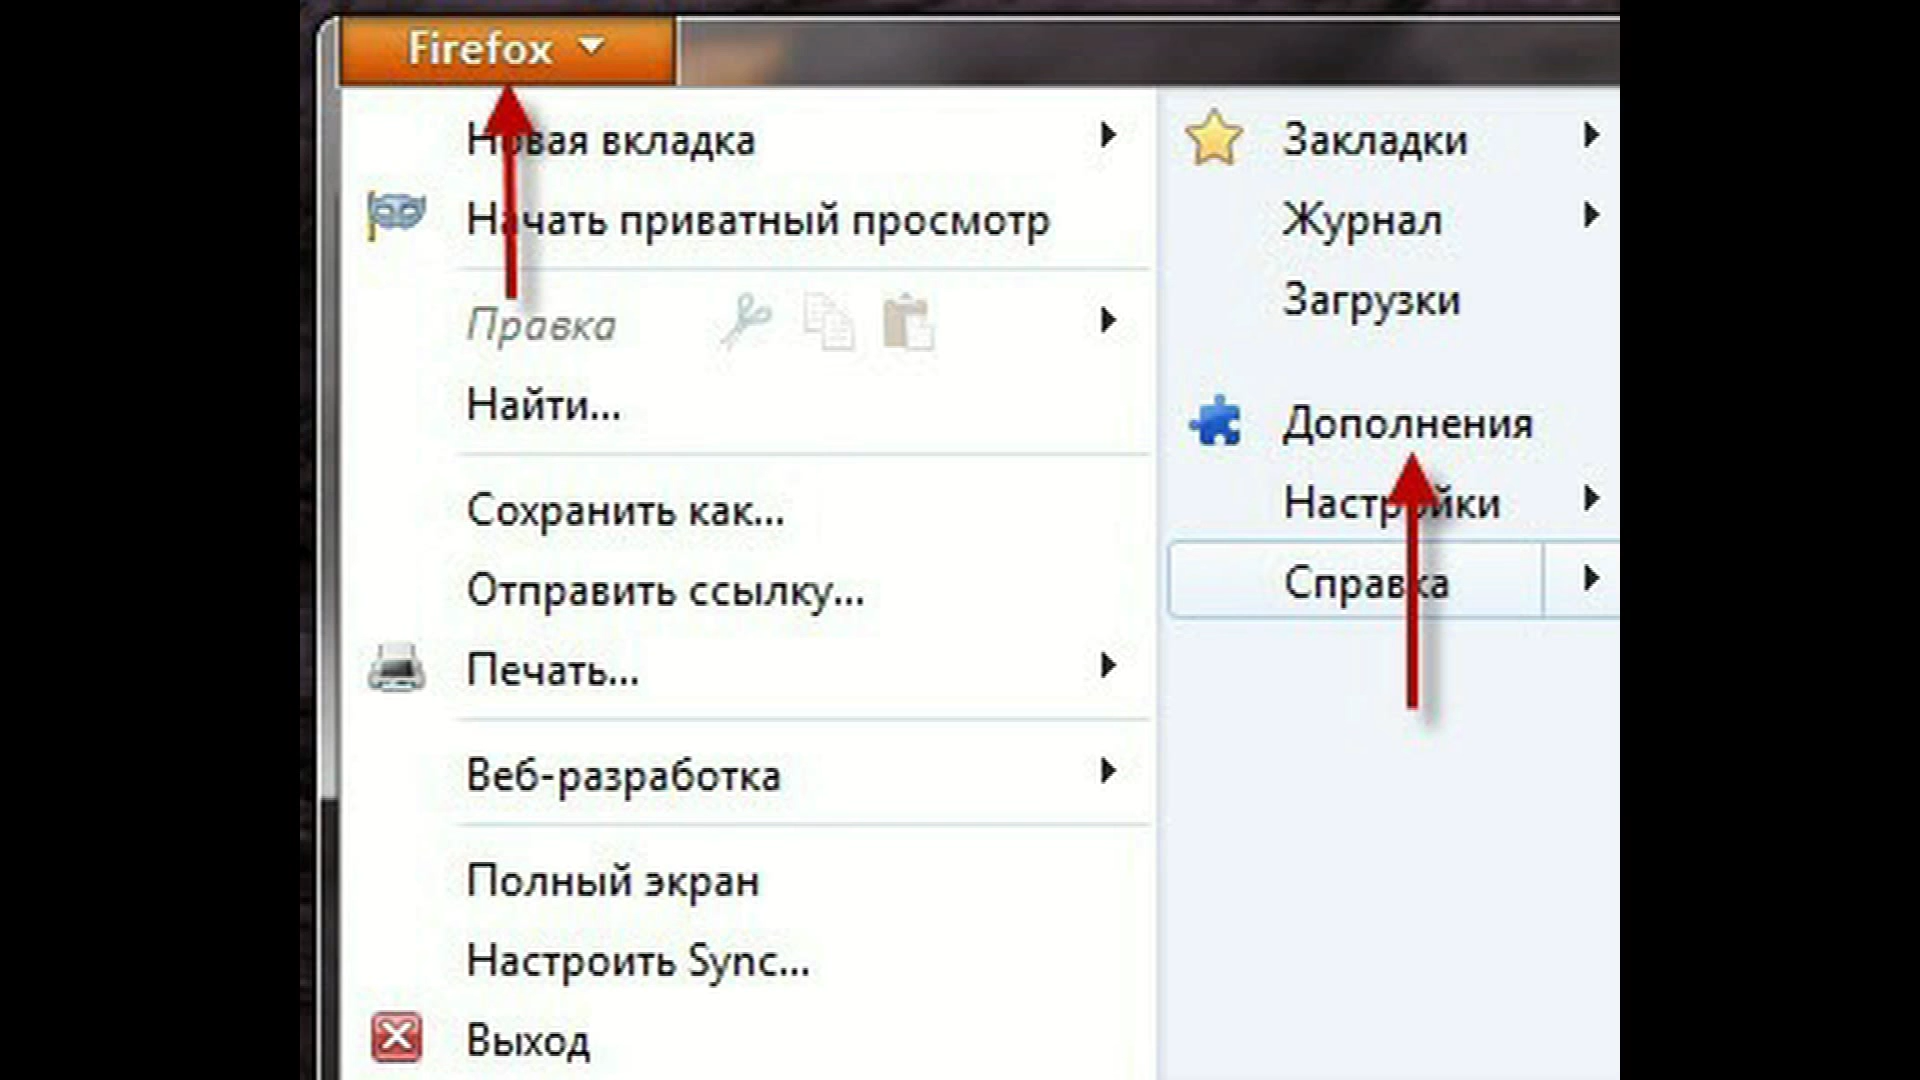 Firefox
Новая вкладка
Начать приватный просмотр
Правка
Найти...
Сохранить как...
Отправить ссылку...
Печать...
Веб-разработка
Полный экран
Настроить Sync...
Выход
Закладки
Журнал
Загрузки
Дополнения
Настройки
Справка